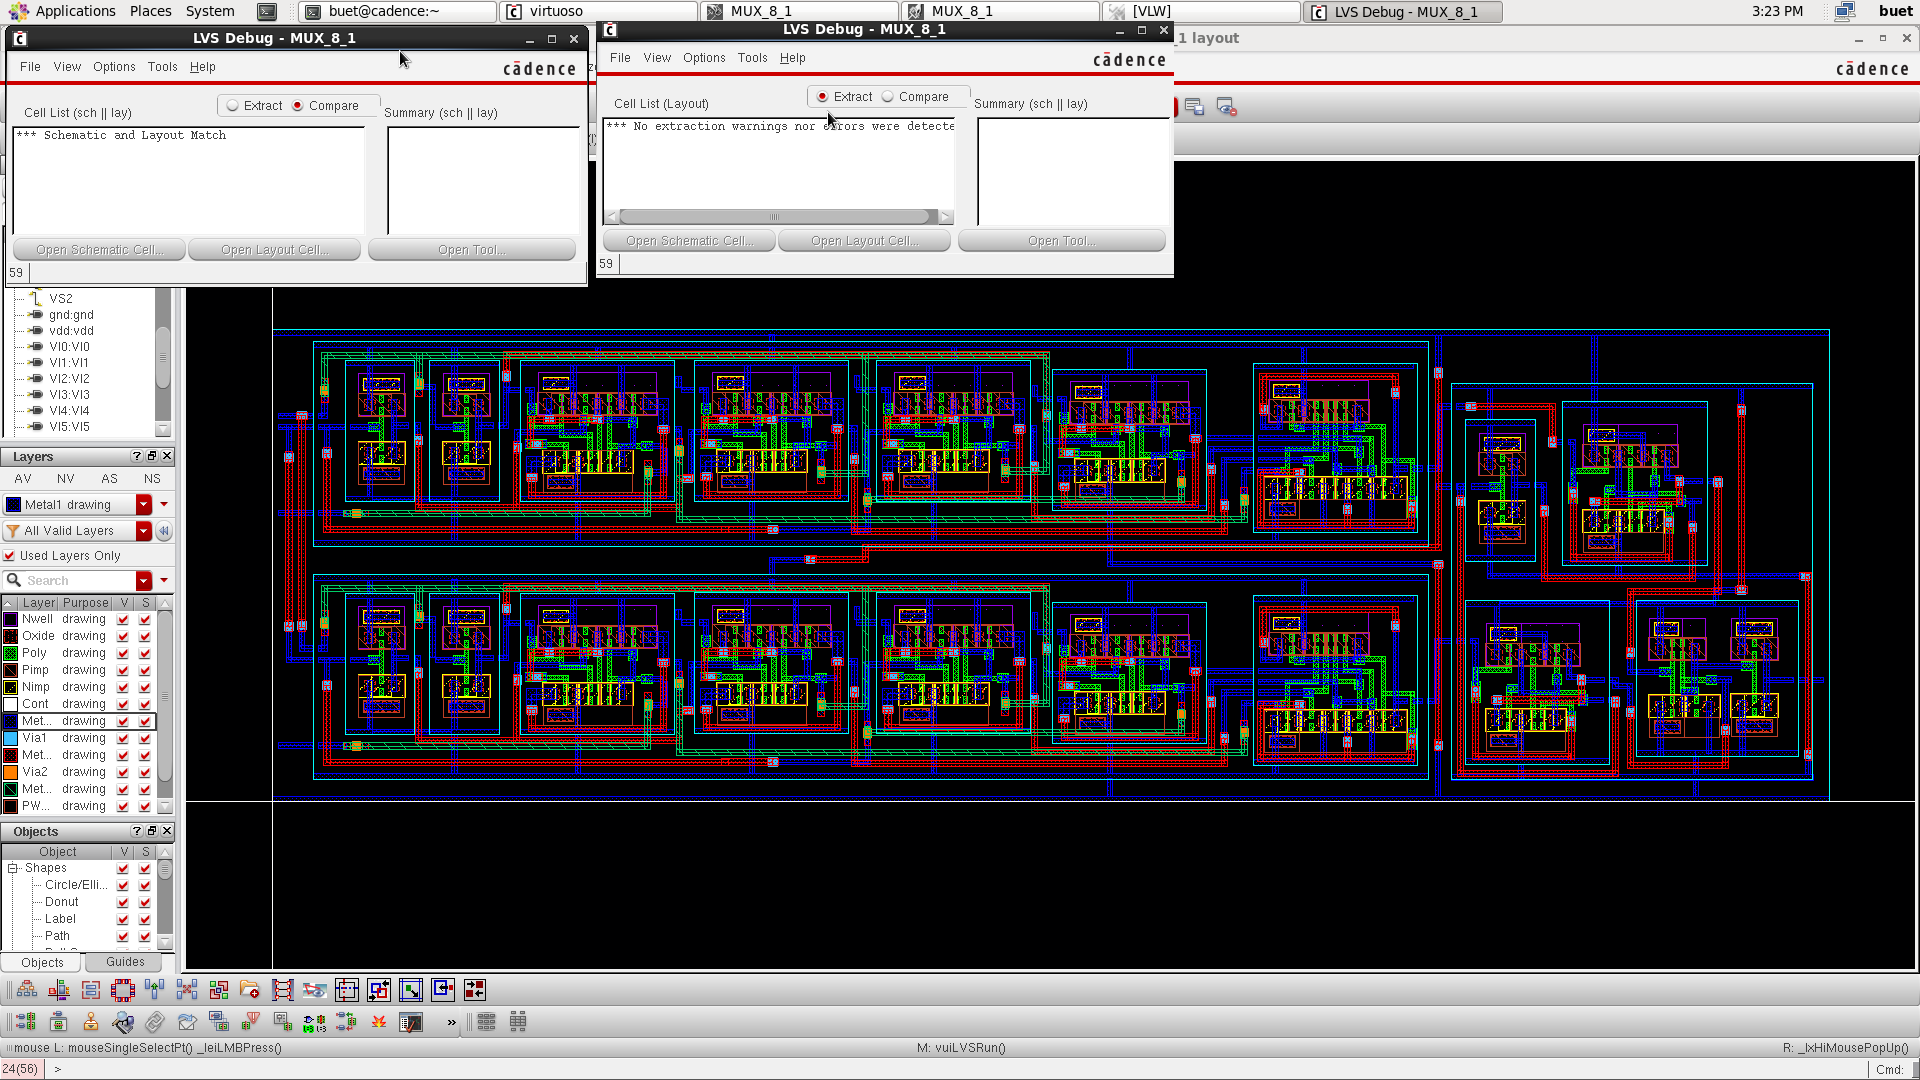 Applications Places System buet@cadence:~ virtuoso MUX_8_1 MUX_8_1 [VLW] LVS Debug - MUX_8_1 3:23 PM buet
LVS Debug - MUX_8_1
File View Options Tools Help cādence
Extract Compare
Cell List (sch || lay) Summary (sch || lay)
*** Schematic and Layout Match
Open Schematic Cell... Open Layout Cell... Open Tool...
59
LVS Debug - MUX_8_1
File View Options Tools Help cādence
Extract Compare
Cell List (Layout) Summary (sch || lay)
*** No extraction warnings nor errors were detecte
Open Schematic Cell... Open Layout Cell... Open Tool...
59
_1 layout
cādence
VS2
gnd:gnd
vdd:vdd
VI0:VI0
VI1:VI1
VI2:VI2
VI3:VI3
VI4:VI4
VI5:VI5
Layers
AV NV AS NS
Metal1 drawing
All Valid Layers
Used Layers Only
Search
Layer Purpose V S
Nwell drawing
Oxide drawing
Poly drawing
Pimp drawing
Nimp drawing
Cont drawing
Met... drawing
Via1 drawing
Met... drawing
Via2 drawing
Met... drawing
PW... drawing
Objects
Object V S
Shapes
Circle/Elli...
Donut
Label
Path
Objects Guides
mouse L: mouseSingleSelectPt() _leiLMBPress() M: vuiLVSRun() R: _lxHiMousePopUp()
24(56) > Cmd: